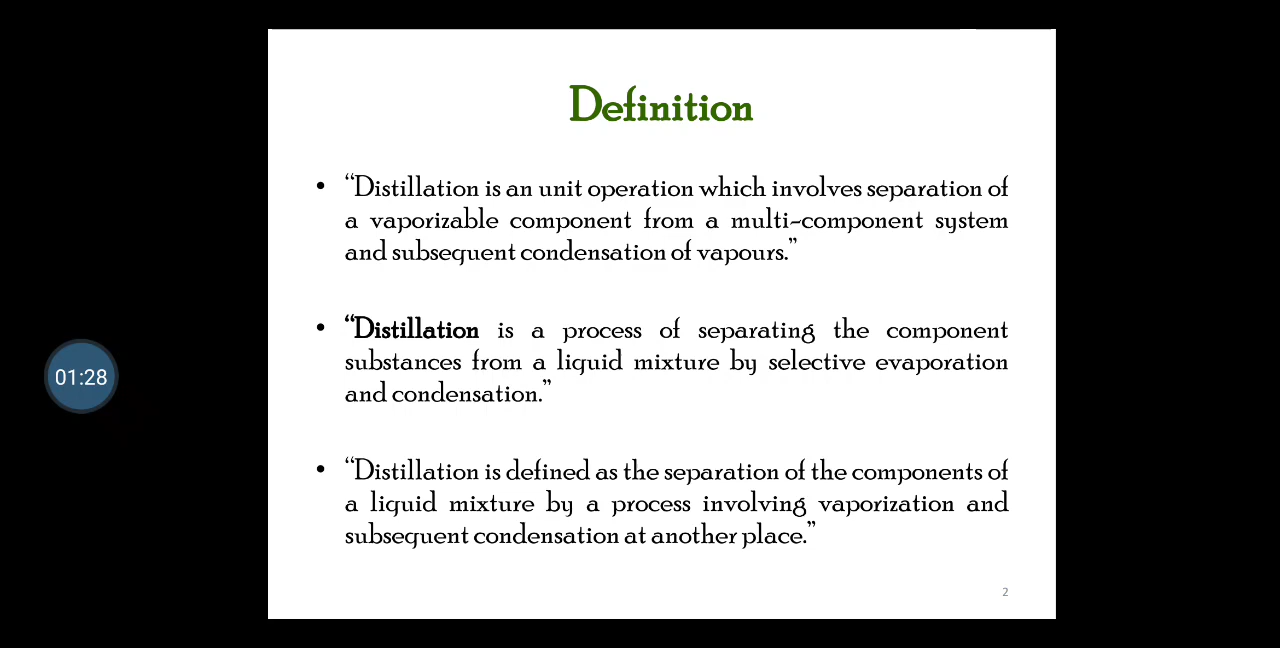 Definition
• “Distillation is an unit operation which involves separation of
a vaporizable component from a multi-component system
and subsequent condensation of vapours.”
• “Distillation is a process of separating the component
substances from a liquid mixture by selective evaporation
and condensation.”
• “Distillation is defined as the separation of the components of
a liquid mixture by a process involving vaporization and
subsequent condensation at another place.”
01:28
2